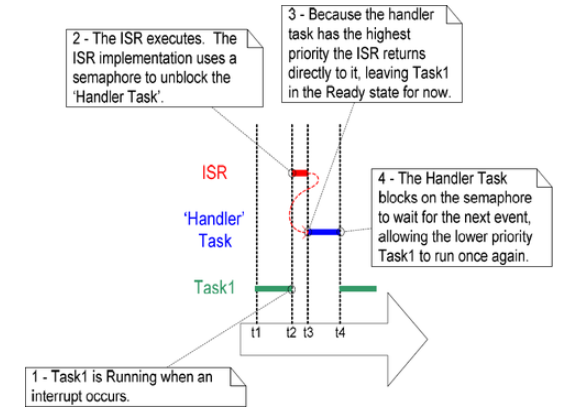 2 - The ISR executes.  The
ISR implementation uses a
semaphore to unblock the
‘Handler Task’.
3 - Because the handler
task has the highest
priority the ISR returns
directly to it, leaving Task1
in the Ready state for now.
ISR
‘Handler’
Task
Task1
4 - The Handler Task
blocks on the semaphore
to wait for the next event,
allowing the lower priority
Task1 to run once again.
t1 t2 t3 t4
1 - Task1 is Running when an
interrupt occurs.